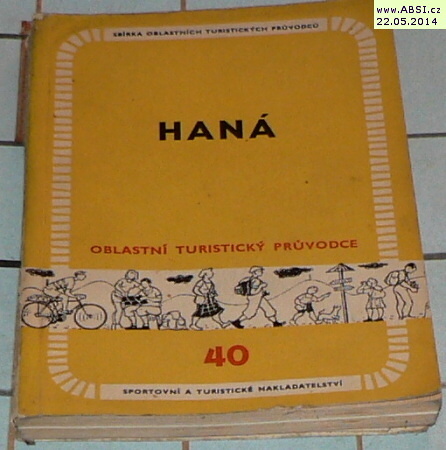 www.ABSI.cz
22.05.2014
SBÍRKA OBLASTNÍCH TURISTICKÝCH PRŮVODCŮ
HANÁ
OBLASTNÍ TURISTICKÝ PRŮVODCE
40
SPORTOVNÍ A TURISTICKÉ NAKLADATELSTVÍ